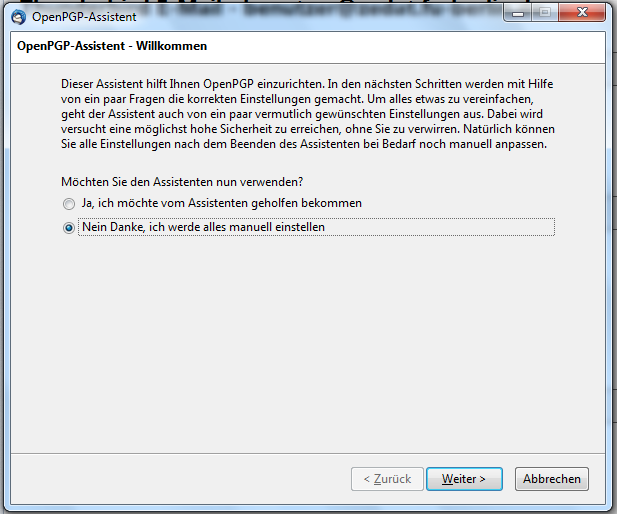 OpenPGP-Assistent
OpenPGP-Assistent - Willkommen
Dieser Assistent hilft Ihnen OpenPGP einzurichten. In den nächsten Schritten werden mit Hilfe
von ein paar Fragen die korrekten Einstellungen gemacht. Um alles etwas zu vereinfachen,
geht der Assistent auch von ein paar vermutlich gewünschten Einstellungen aus. Dabei wird
versucht eine möglichst hohe Sicherheit zu erreichen, ohne Sie zu verwirren. Natürlich können
Sie alle Einstellungen nach dem Beenden des Assistenten bei Bedarf noch manuell anpassen.
Möchten Sie den Assistenten nun verwenden?
Ja, ich möchte vom Assistenten geholfen bekommen
Nein Danke, ich werde alles manuell einstellen
< Zurück
Weiter >
Abbrechen